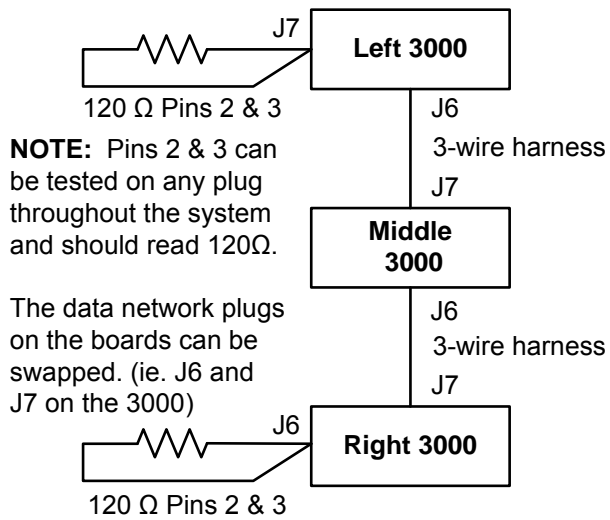 J7
Left 3000
120 Ω Pins 2 & 3
J6
3-wire harness
J7
NOTE: Pins 2 & 3 can
be tested on any plug
throughout the system
and should read 120Ω.
Middle
3000
The data network plugs
on the boards can be
swapped. (ie. J6 and
J7 on the 3000)
J6
3-wire harness
J7
J6
Right 3000
120 Ω Pins 2 & 3